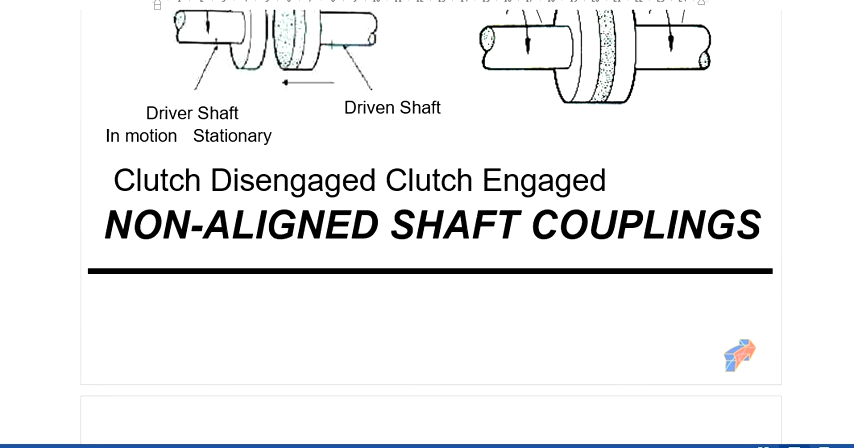 Driver Shaft
Driven Shaft
In motion Stationary
Clutch Disengaged Clutch Engaged
NON-ALIGNED SHAFT COUPLINGS